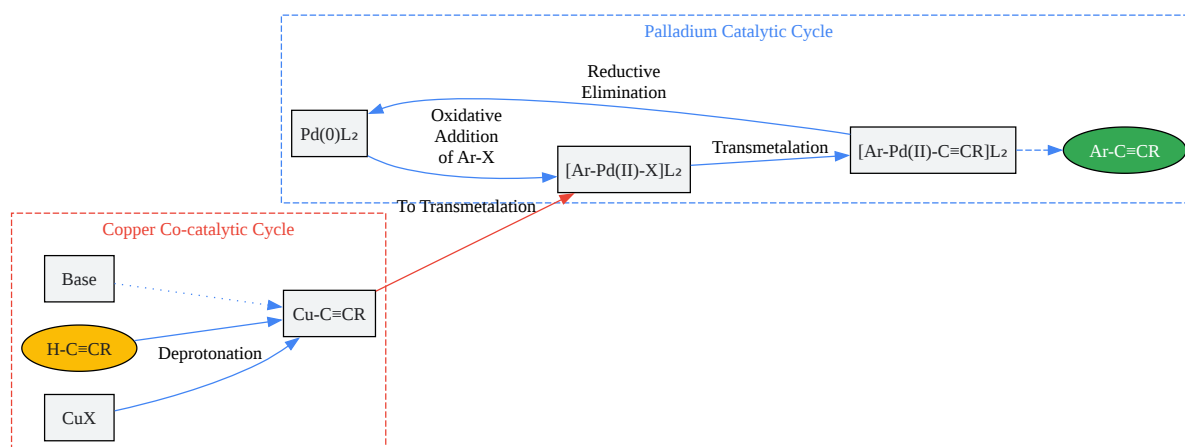 Palladium Catalytic Cycle
Reductive
Elimination
Pd(0)L₂
Oxidative
Addition
of Ar-X
[Ar-Pd(II)-X]L₂
Transmetalation
[Ar-Pd(II)-C≡CR]L₂
Ar-C≡CR
To Transmetalation
Copper Co-catalytic Cycle
Base
Cu-C≡CR
H-C≡CR
Deprotonation
CuX